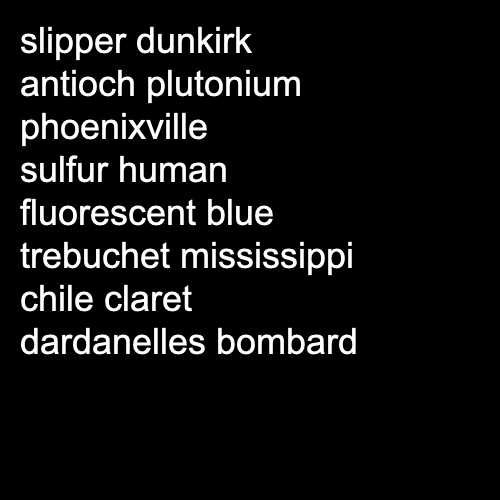 slipper dunkirk
antioch plutonium
phoenixville
sulfur human
fluorescent blue
trebuchet mississippi
chile claret
dardanelles bombard